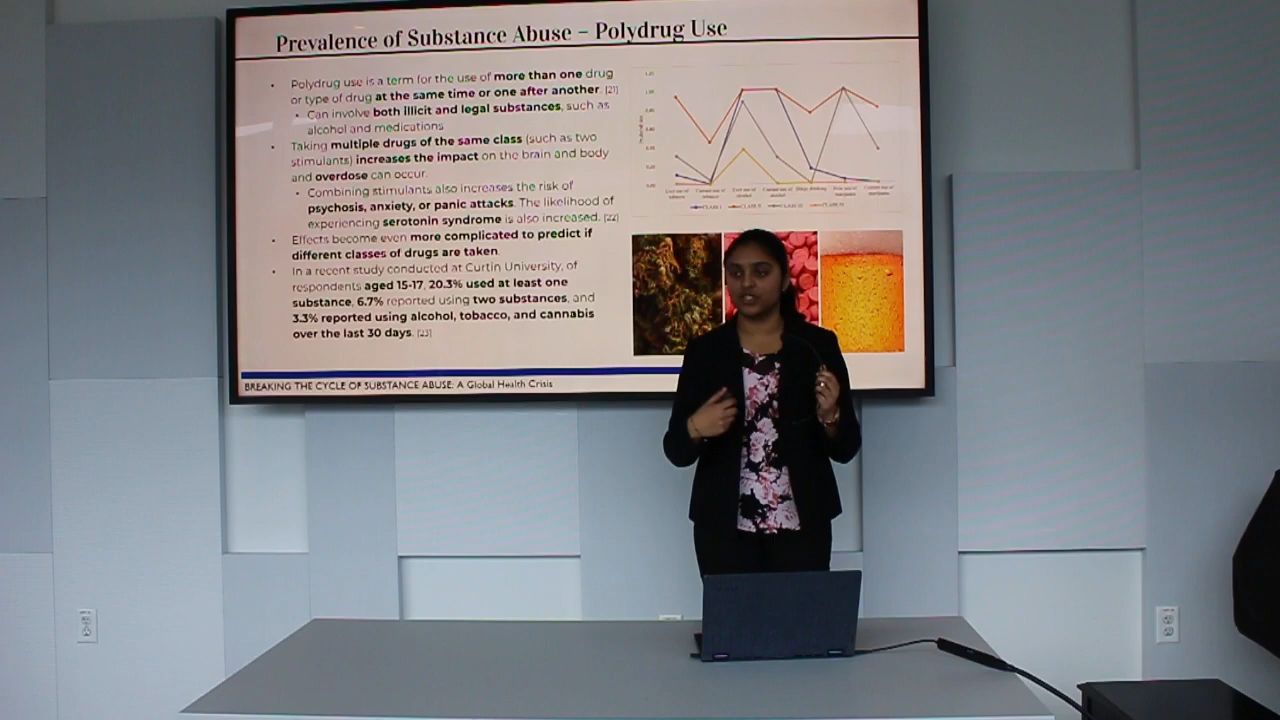 Prevalence of Substance Abuse – Polydrug Use
• Polydrug use is a term for the use of more than one drug
or type of drug at the same time or one after another. [21]
• Can involve both illicit and legal substances, such as
alcohol and medications
• Taking multiple drugs of the same class (such as two
stimulants) increases the impact on the brain and body
and overdose can occur.
• Combining stimulants also increases the risk of
psychosis, anxiety, or panic attacks. The likelihood of
experiencing serotonin syndrome is also increased. [22]
• Effects become even more complicated to predict if
different classes of drugs are taken.
• In a recent study conducted at Curtin University, of
respondents aged 15-17, 20.3% used at least one
substance, 6.7% reported using two substances, and
3.3% reported using alcohol, tobacco, and cannabis
over the last 30 days. [23]
BREAKING THE CYCLE OF SUBSTANCE ABUSE: A Global Health Crisis